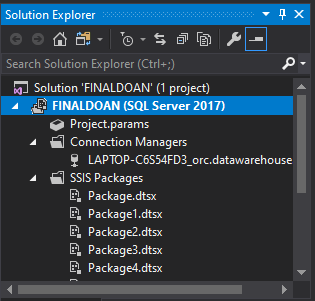 Solution Explorer
Search Solution Explorer (Ctrl+;)
Solution 'FINALDOAN' (1 project)
FINALDOAN (SQL Server 2017)
Project.params
Connection Managers
LAPTOP-C6S54FD3_orc.datawarehouse
SSIS Packages
Package.dtsx
Package1.dtsx
Package2.dtsx
Package3.dtsx
Package4.dtsx